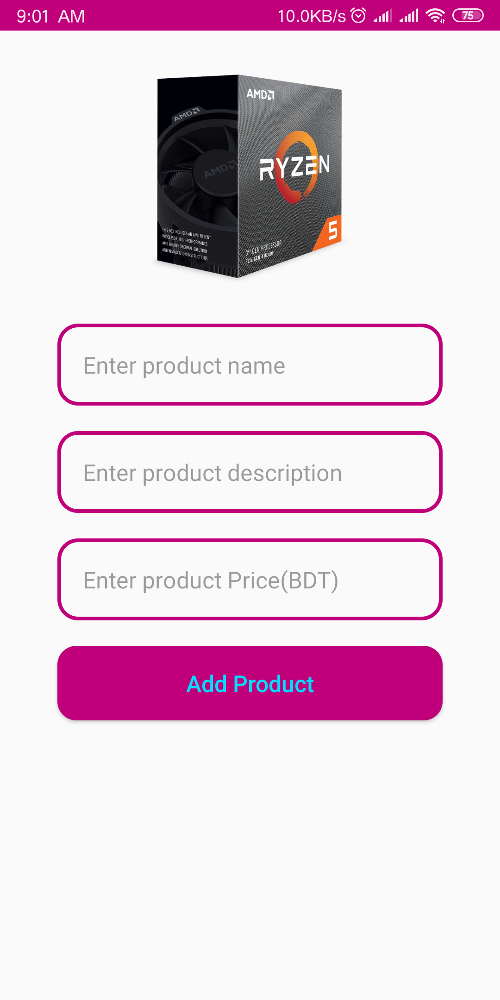 9:01 AM 10.0KB/s 75
AMD
AMD
AMD
RYZEN
5
THIS BOX INCLUDES AN AMD RYZEN™
PROCESSOR, HIGH-PERFORMANCE
AMD WRAITH THERMAL SOLUTION
AND INSTALLATION INSTRUCTIONS.
3RD GEN PROCESSOR
PCIe GEN 4 READY
Enter product name
Enter product description
Enter product Price(BDT)
Add Product